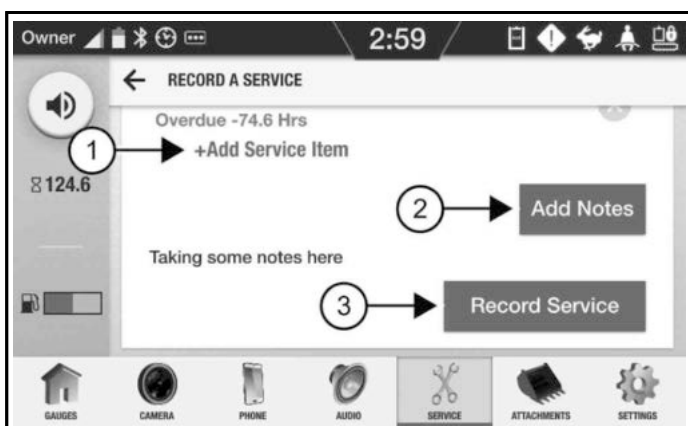 Owner 2:59
RECORD A SERVICE
Overdue -74.6 Hrs
1 +Add Service Item
124.6
2 Add Notes
Taking some notes here
3 Record Service
GAUGES CAMERA PHONE AUDIO SERVICE ATTACHMENTS SETTINGS